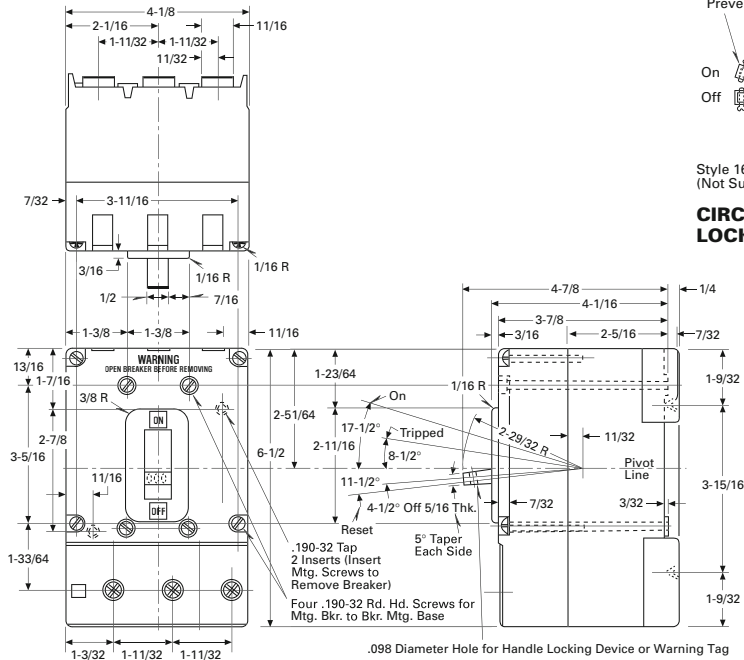 4-1/8
2-1/16
11/16
1-11/32
1-11/32
11/32
7/32
3-11/16
1/16 R
3/16
1/16 R
1/2
7/16
1-3/8
1-3/8
11/16
WARNING
OPEN BREAKER BEFORE REMOVING
13/16
1-7/16
3/8 R
ON
2-7/8
3-5/16
11/16
OFF
1-33/64
1-3/32
1-11/32
1-11/32
6-1/2
2-51/64
.190-32 Tap
2 Inserts (Insert
Mtg. Screws to
Remove Breaker)
Four .190-32 Rd. Hd. Screws for
Mtg. Bkr. to Bkr. Mtg. Base
4-7/8
1/4
4-1/16
3-7/8
3/16
2-5/16
7/32
1-23/64
1/16 R
On
17-1/2°
Tripped
8-1/2°
2-29/32 R
11/32
2-11/16
11-1/2°
4-1/2° Off
5/16 Thk.
Reset
5° Taper
Each Side
7/32
Pivot
Line
3/32
1-9/32
3-15/16
1-9/32
.098 Diameter Hole for Handle Locking Device or Warning Tag
Preve
On
Off
Style 16
(Not Su
CIRC
LOCH